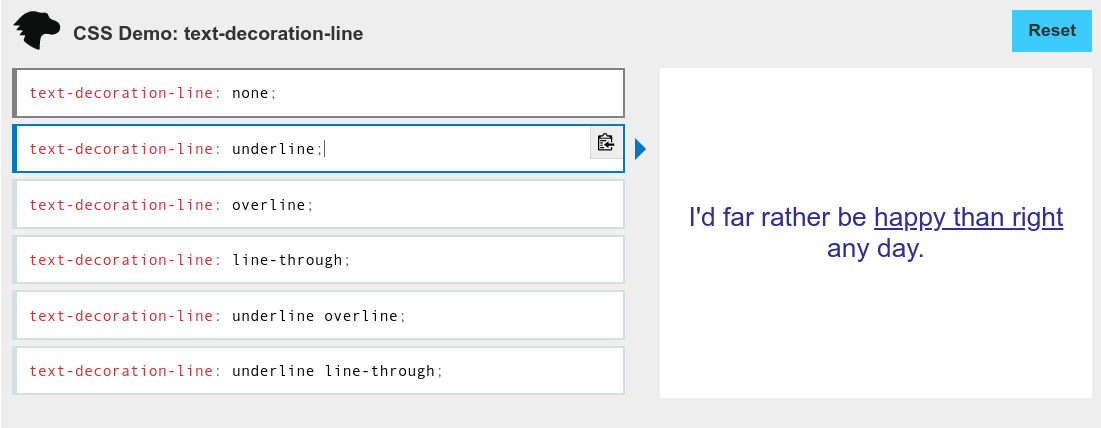 CSS Demo: text-decoration-line
Reset
text-decoration-line: none;
text-decoration-line: underline;
text-decoration-line: overline;
text-decoration-line: line-through;
text-decoration-line: underline overline;
text-decoration-line: underline line-through;
I'd far rather be happy than right
any day.